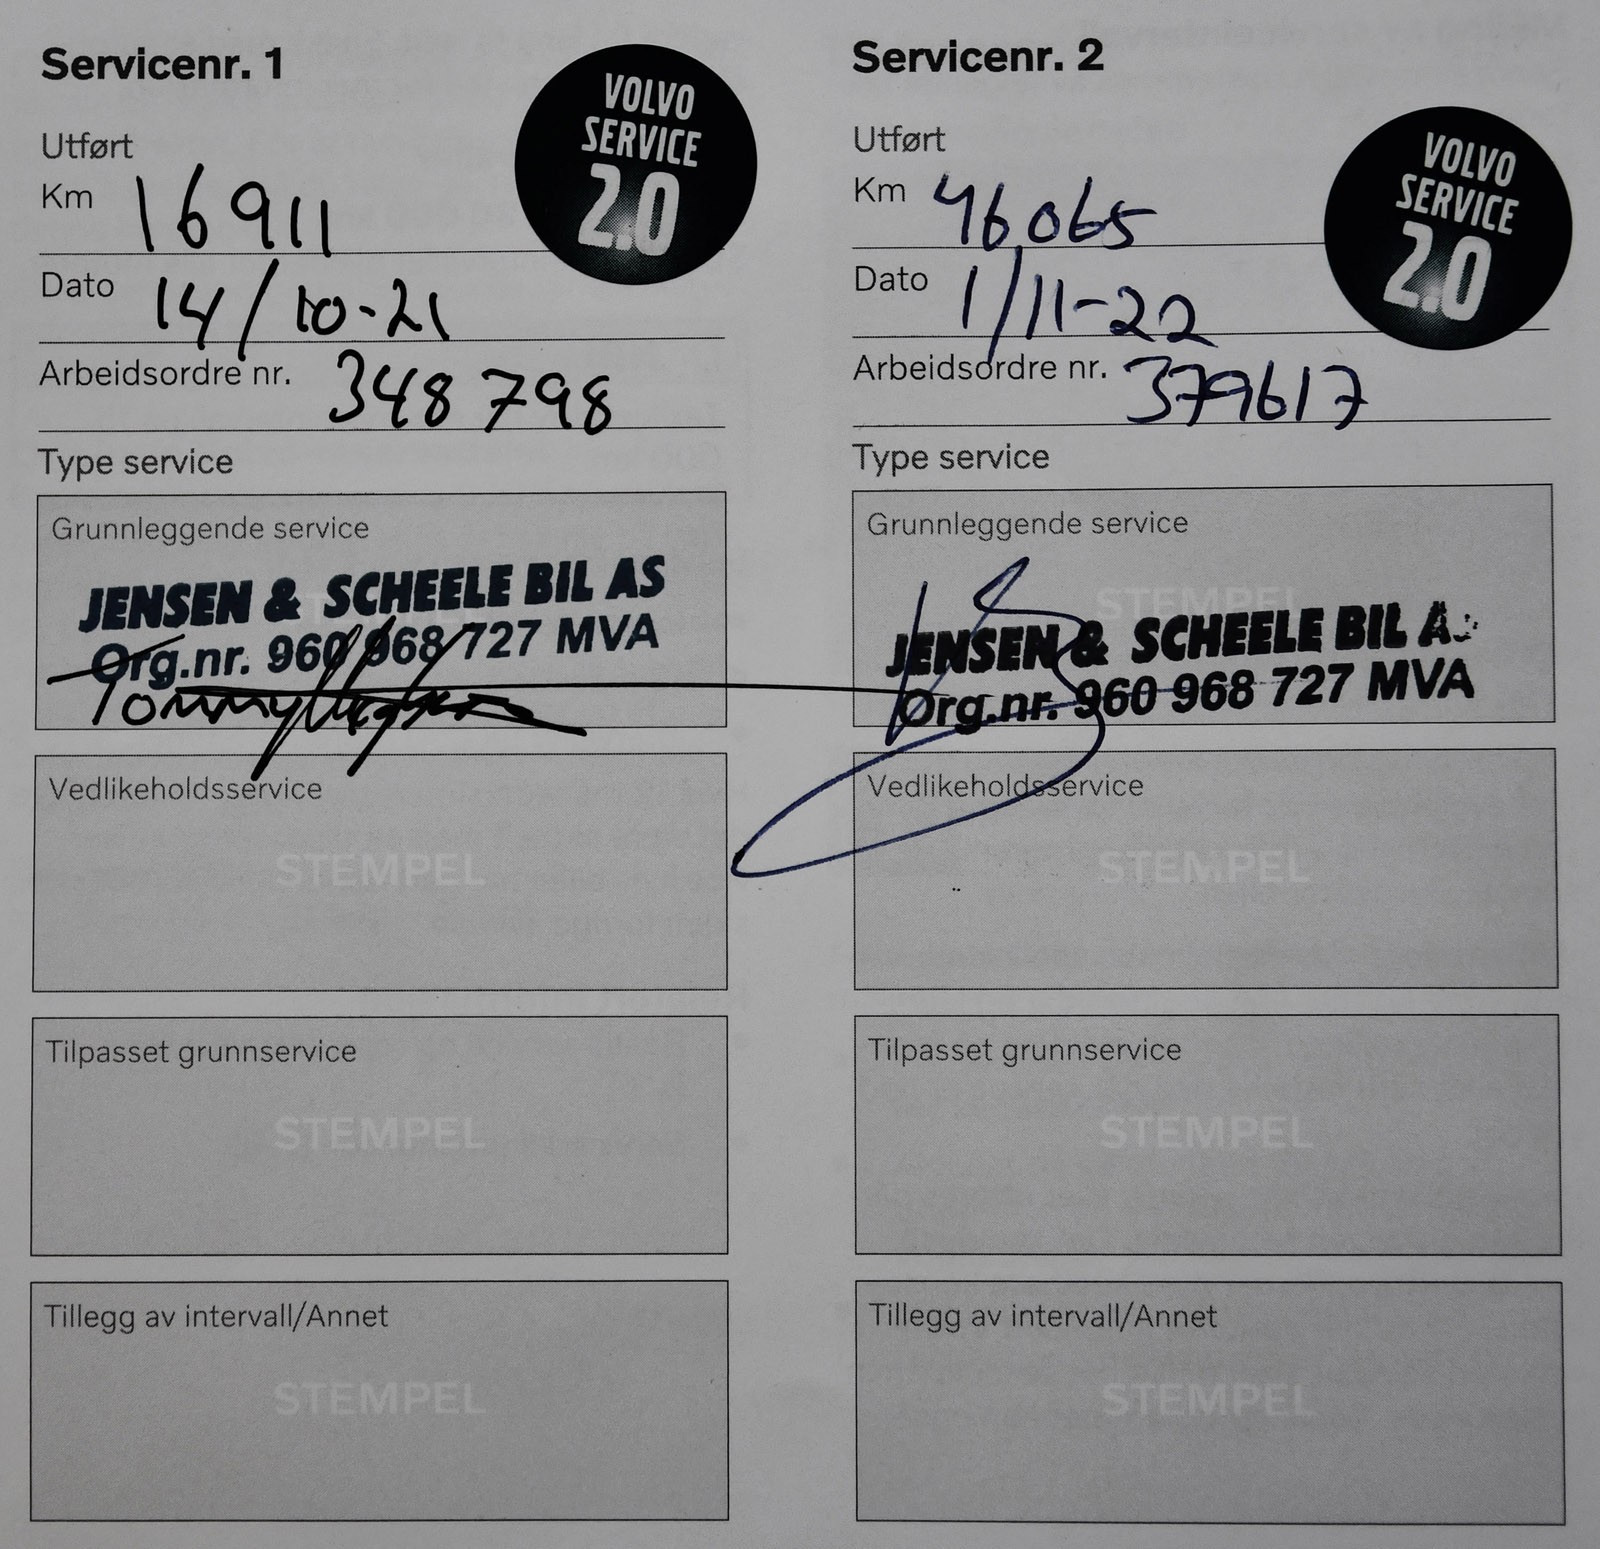 Servicenr. 1
VOLVO
SERVICE
2.0
Utført
Km 16911
Dato 14/10-21
Arbeidsordre nr. 348798
Type service
Grunnleggende service
JENSEN & SCHEELE BIL AS
Org.nr. 960 968 727 MVA
Tommy
Vedlikeholdsservice
STEMPEL
Tilpasset grunnservice
STEMPEL
Tillegg av intervall/Annet
STEMPEL
Servicenr. 2
VOLVO
SERVICE
2.0
Utført
Km 46065
Dato 1/11-22
Arbeidsordre nr. 379617
Type service
Grunnleggende service
STEMPEL
JENSEN & SCHEELE BIL AS
Org.nr. 960 968 727 MVA
Vedlikeholdsservice
STEMPEL
Tilpasset grunnservice
STEMPEL
Tillegg av intervall/Annet
STEMPEL